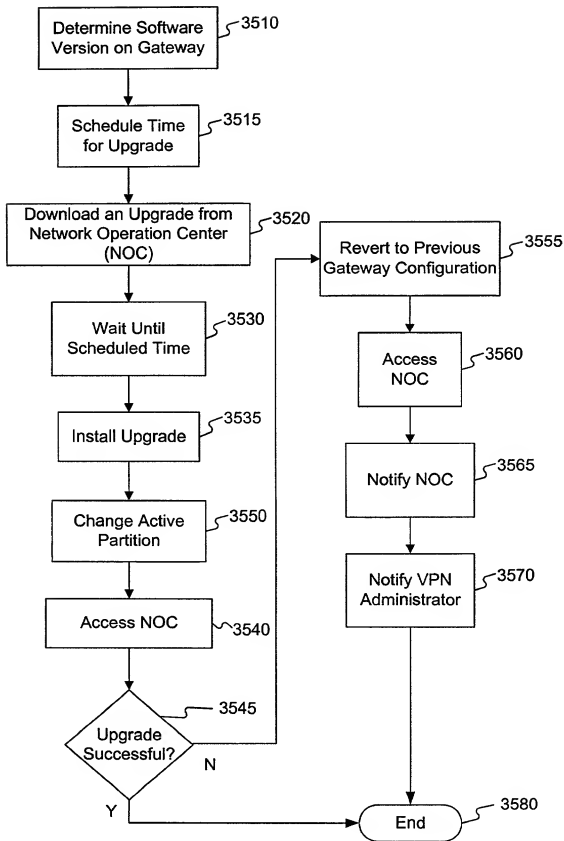 Determine Software
Version on Gateway
3510
Schedule Time
for Upgrade
3515
Download an Upgrade from
Network Operation Center
(NOC)
3520
Wait Until
Scheduled Time
3530
Install Upgrade
3535
Change Active
Partition
3550
Access NOC
3540
Upgrade
Successful?
3545
N
Y
Revert to Previous
Gateway Configuration
3555
Access
NOC
3560
Notify NOC
3565
Notify VPN
Administrator
3570
End
3580